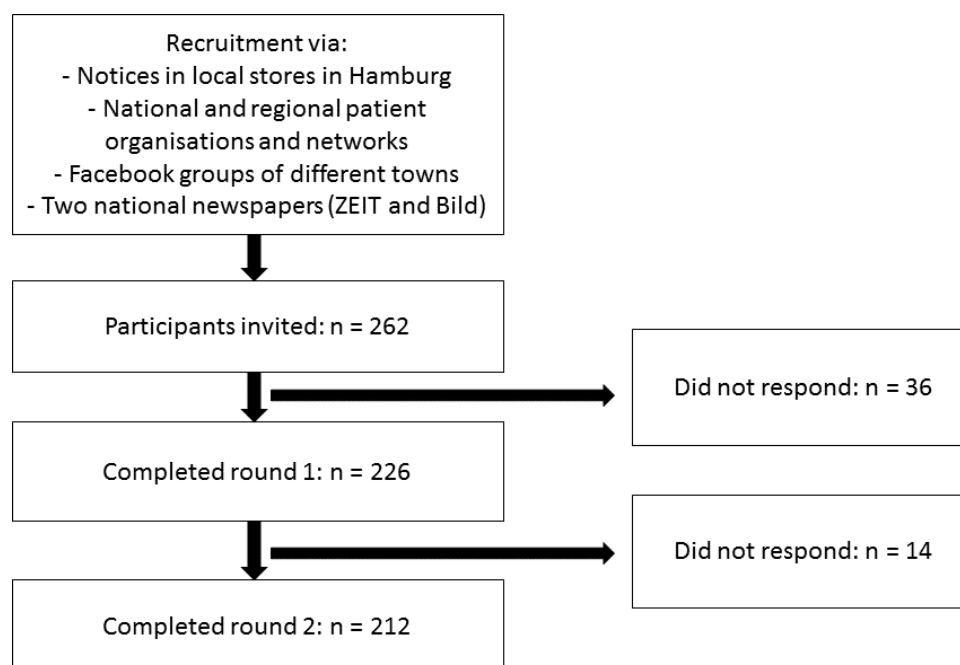 Recruitment via:
- Notices in local stores in Hamburg
- National and regional patient
organisations and networks
- Facebook groups of different towns
- Two national newspapers (ZEIT and Bild)
Participants invited: n = 262
Did not respond: n = 36
Completed round 1: n = 226
Did not respond: n = 14
Completed round 2: n = 212